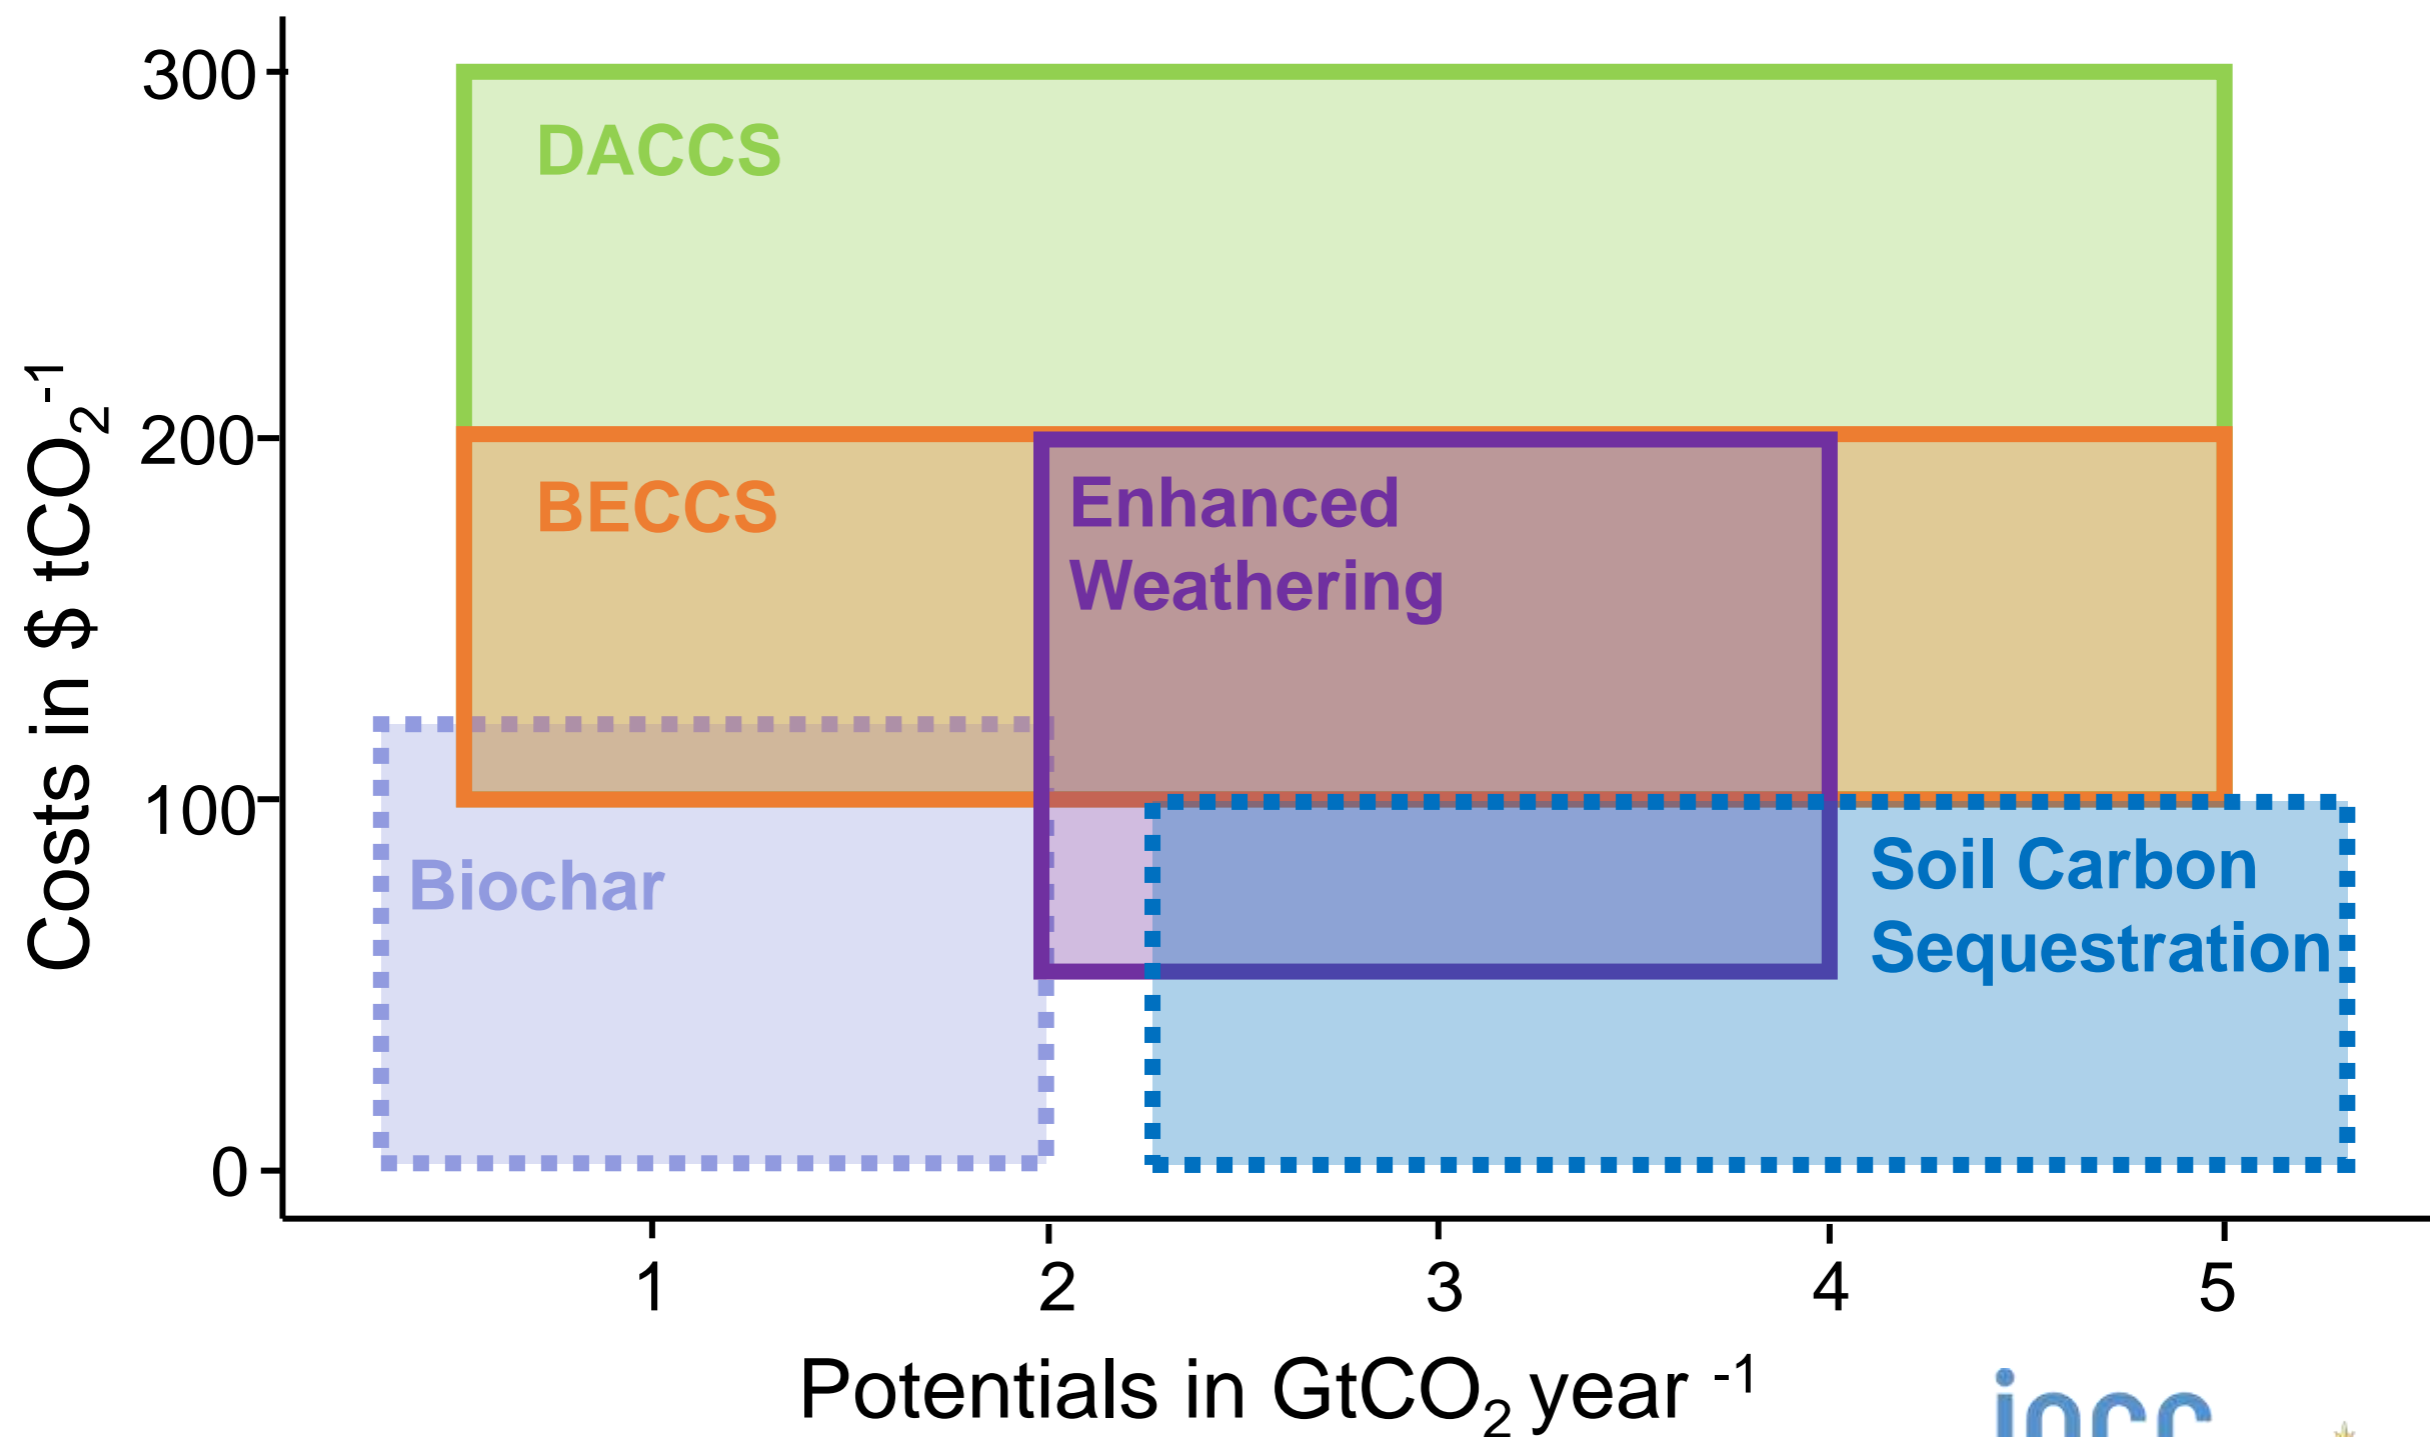 300
200
100
0
Costs in $ tCO₂⁻¹
DACCS
BECCS
Enhanced
Weathering
Biochar
Soil Carbon
Sequestration
1 2 3 4 5
Potentials in GtCO₂ year ⁻¹
ipcc